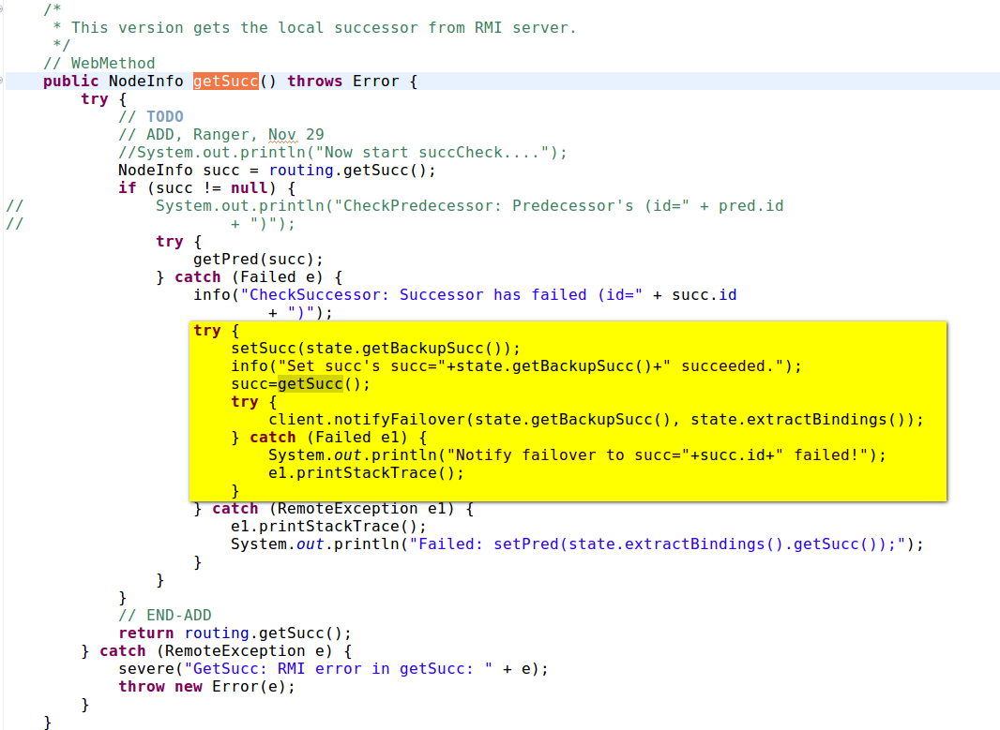 /*
 * This version gets the local successor from RMI server.
 */
// WebMethod
public NodeInfo getSucc() throws Error {
    try {
        // TODO
        // ADD, Ranger, Nov 29
        //System.out.println("Now start succCheck....");
        NodeInfo succ = routing.getSucc();
        if (succ != null) {
//              System.out.println("CheckPredecessor: Predecessor's (id=" + pred.id
//                      + ")");
            try {
                getPred(succ);
            } catch (Failed e) {
                info("CheckSuccessor: Successor has failed (id=" + succ.id
                        + ")");
                try {
                    setSucc(state.getBackupSucc());
                    info("Set succ's succ="+state.getBackupSucc()+" succeeded.");
                    succ=getSucc();
                    try {
                        client.notifyFailover(state.getBackupSucc(), state.extractBindings());
                    } catch (Failed e1) {
                        System.out.println("Notify failover to succ="+succ.id+" failed!");
                        e1.printStackTrace();
                    }
                } catch (RemoteException e1) {
                    e1.printStackTrace();
                    System.out.println("Failed: setPred(state.extractBindings().getSucc());");
                }
            }
        }
        // END-ADD
        return routing.getSucc();
    } catch (RemoteException e) {
        severe("GetSucc: RMI error in getSucc: " + e);
        throw new Error(e);
    }
}